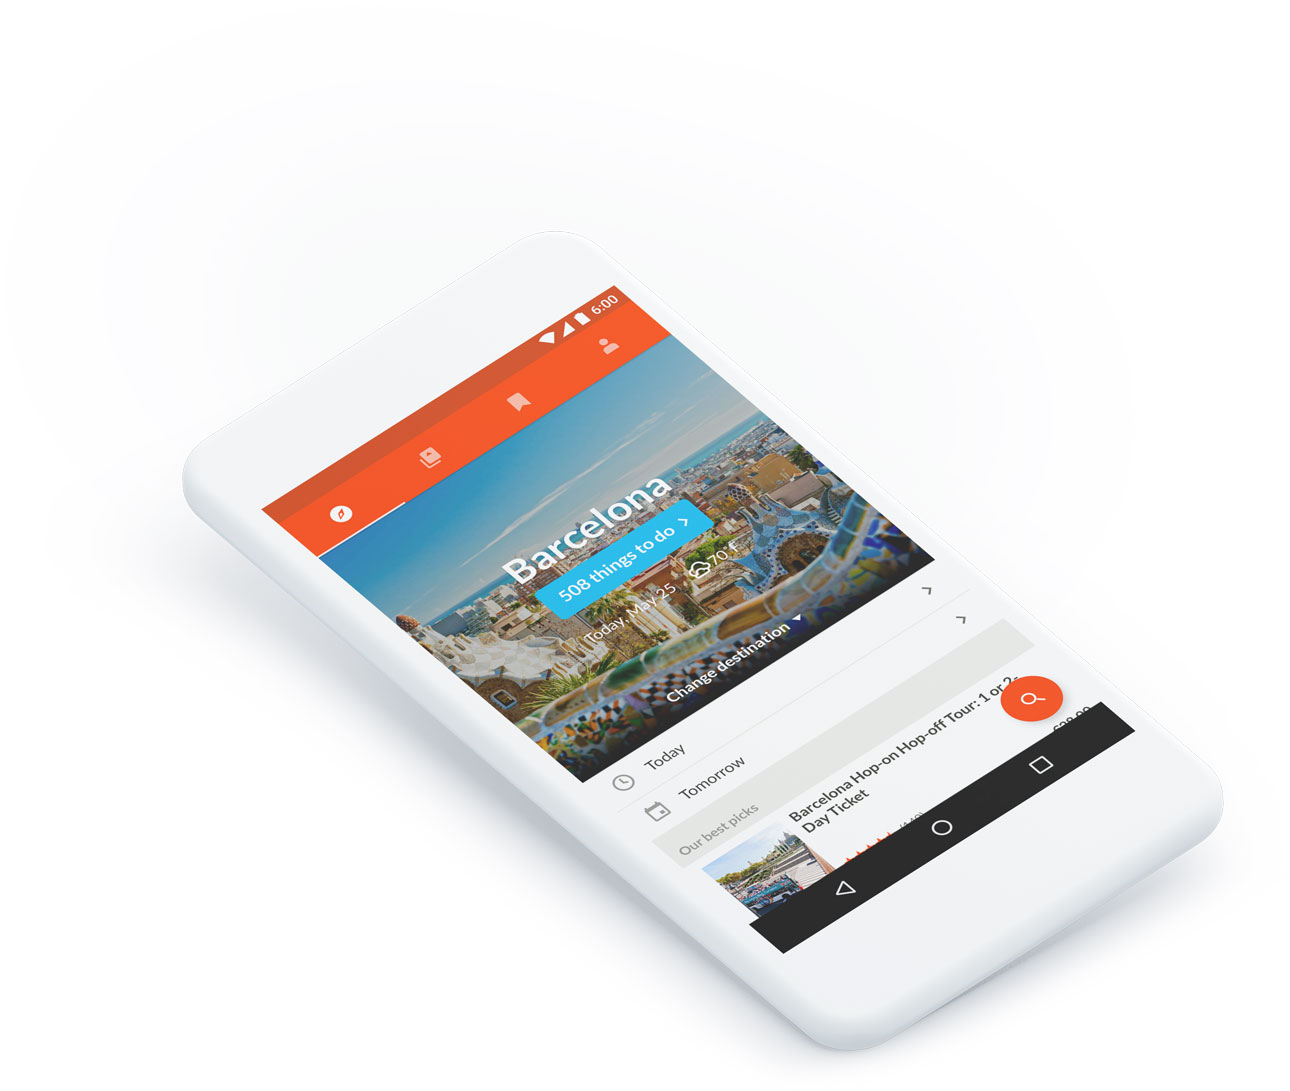 6:00
Barcelona
508 things to do
Today, May 25 70°F
Change destination
Today
Tomorrow
Our best picks
Barcelona Hop-on Hop-off Tour: 1 or 2-
Day Ticket